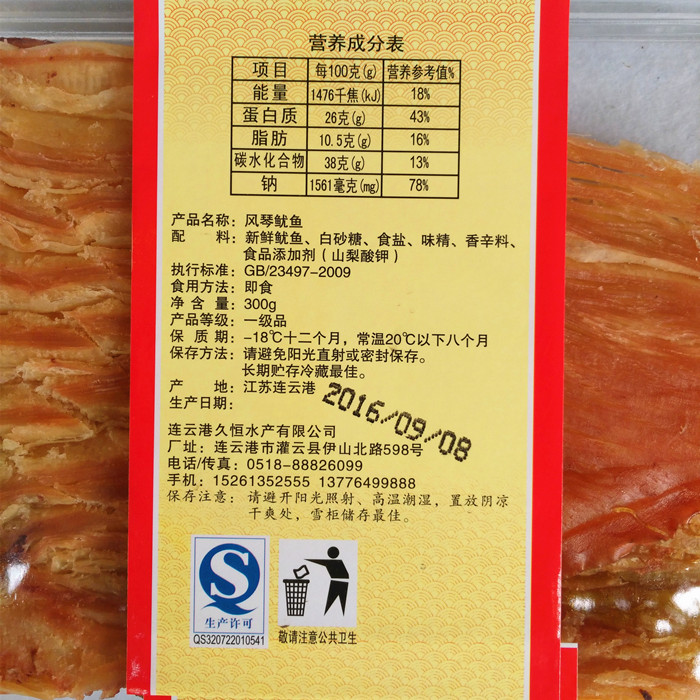 营养成分表
项目 每100克(g) 营养参考值%
能量 1476千焦(kJ) 18%
蛋白质 26克(g) 43%
脂肪 10.5克(g) 16%
碳水化合物 38克(g) 13%
钠 1561毫克(mg) 78%
产品名称: 风琴鱿鱼
配 料: 新鲜鱿鱼、白砂糖、食盐、味精、香辛料、
食品添加剂（山梨酸钾）
执行标准: GB/23497-2009
食用方法: 即食
净 含 量: 300g
产品等级: 一级品
保 质 期: -18℃十二个月，常温20℃以下八个月
保存方法: 请避免阳光直射或密封保存。
长期贮存冷藏最佳。
产 地: 江苏连云港
生产日期:
2016/09/08
连云港久恒水产有限公司
厂址: 连云港市灌云县伊山北路598号
电话/传真: 0518-88826099
手机: 15261352555 13776499888
保存注意: 请避开阳光照射、高温潮湿，置放阴凉
干爽处，雪柜储存最佳。
生产许可
QS320722010541
敬请注意公共卫生